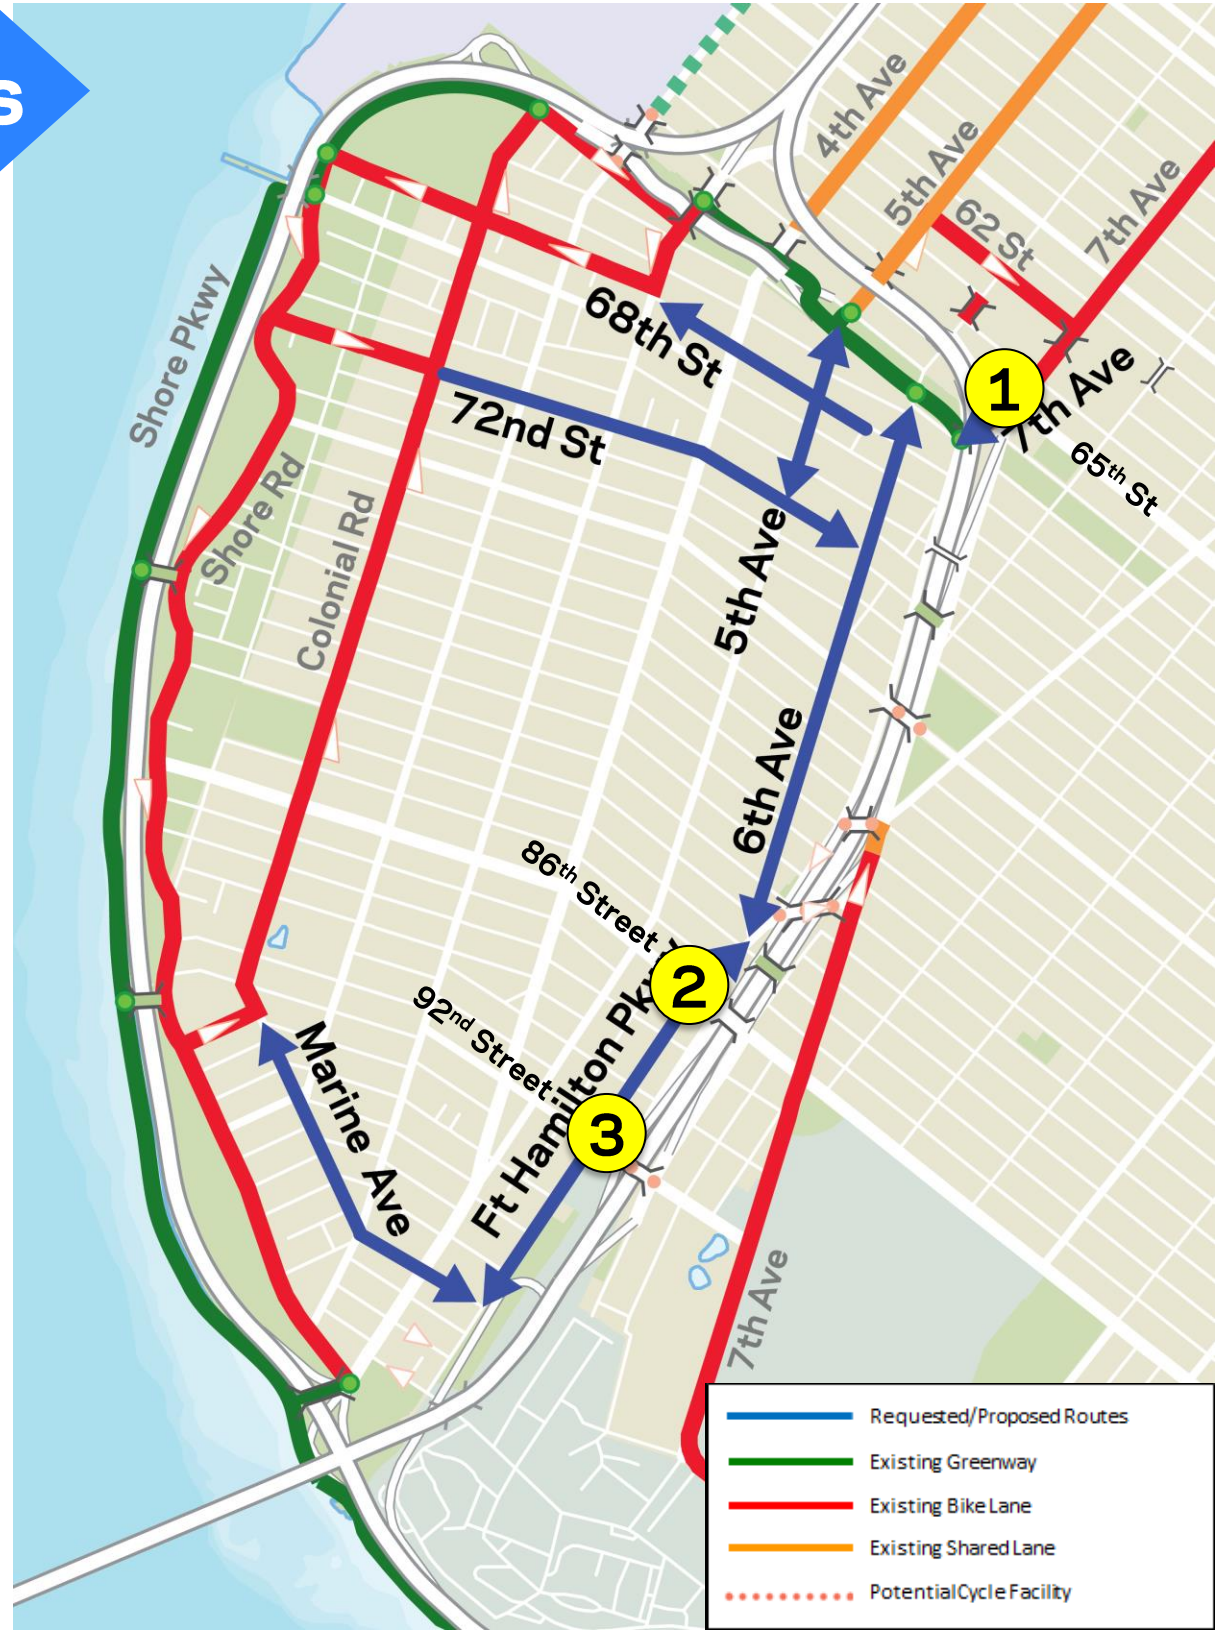 s
4th Ave
5th Ave
62 St
7th Ave
Shore Pkwy
68th St
1
7th Ave
72nd St
65th St
Shore Rd
Colonial Rd
5th Ave
6th Ave
86th Street
2
92nd Street
Ft Hamilton Pkwy
3
Marine Ave
7th Ave
Requested/Proposed Routes
Existing Greenway
Existing Bike Lane
Existing Shared Lane
Potential Cycle Facility